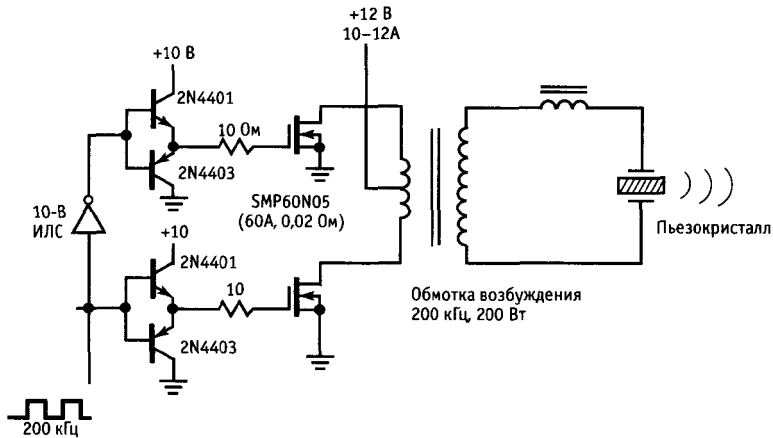 +12 В
10–12А
+10 В
2N4401
10 Ом
2N4403
SMP60N05
(60А, 0,02 Ом)
10-В
ИЛС
Пьезокристалл
+10
2N4401
10
Обмотка возбуждения
200 кГц, 200 Вт
2N4403
200 кГц